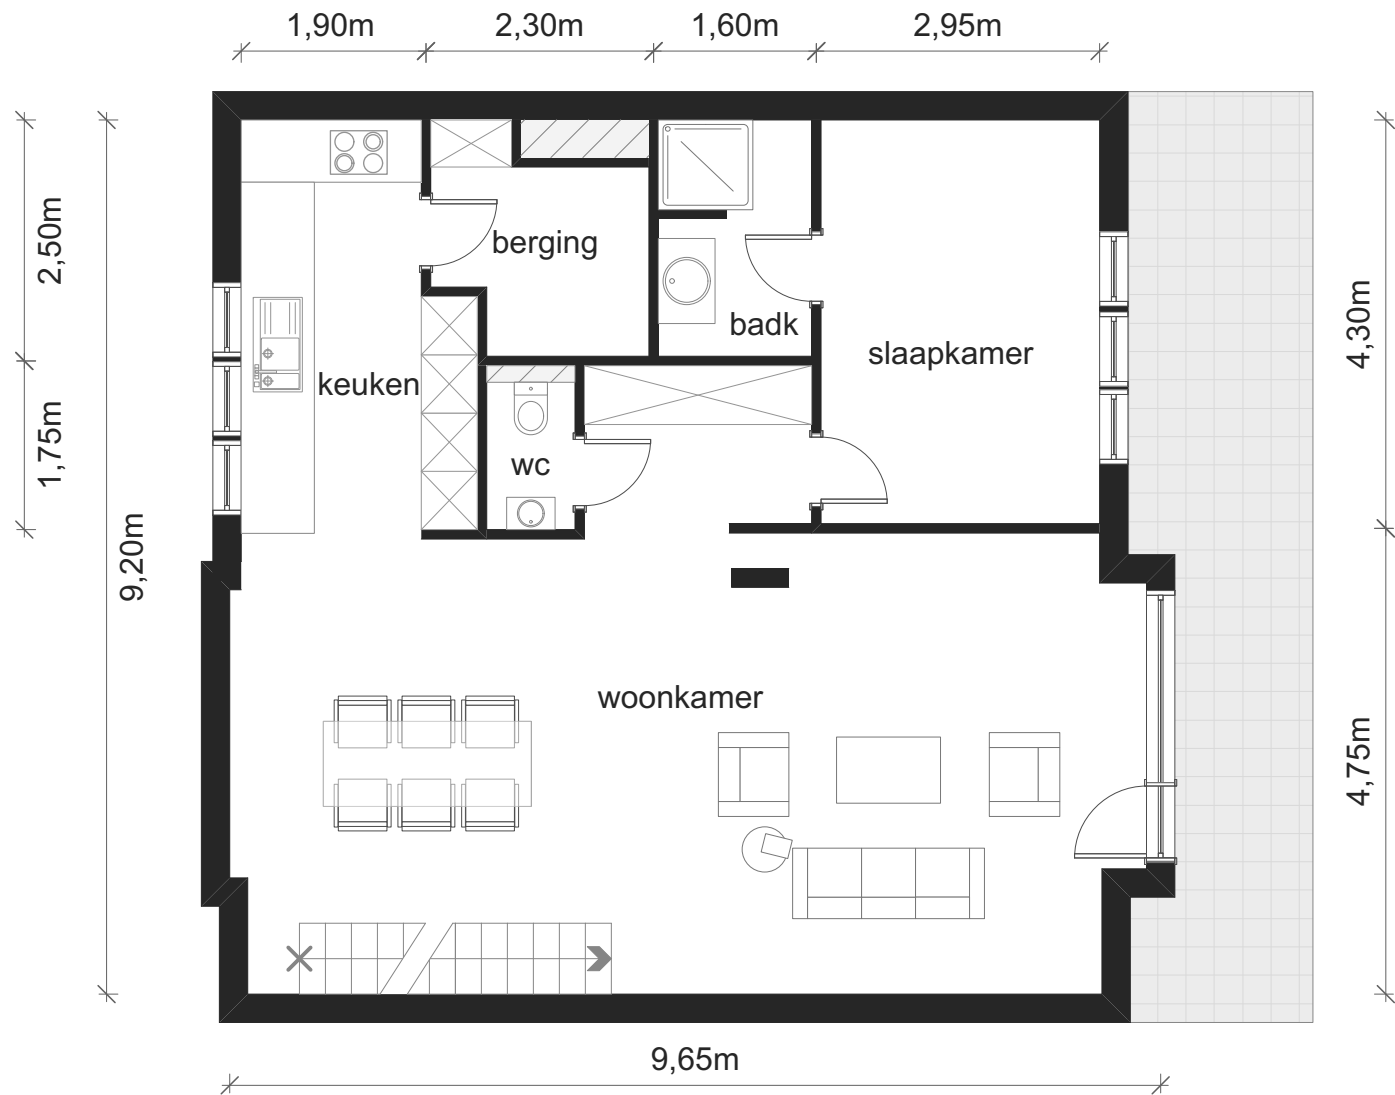 1,90m 2,30m 1,60m 2,95m
2,50m
1,75m
9,20m
berging
badk
slaapkamer
keuken
wc
woonkamer
4,30m
4,75m
9,65m